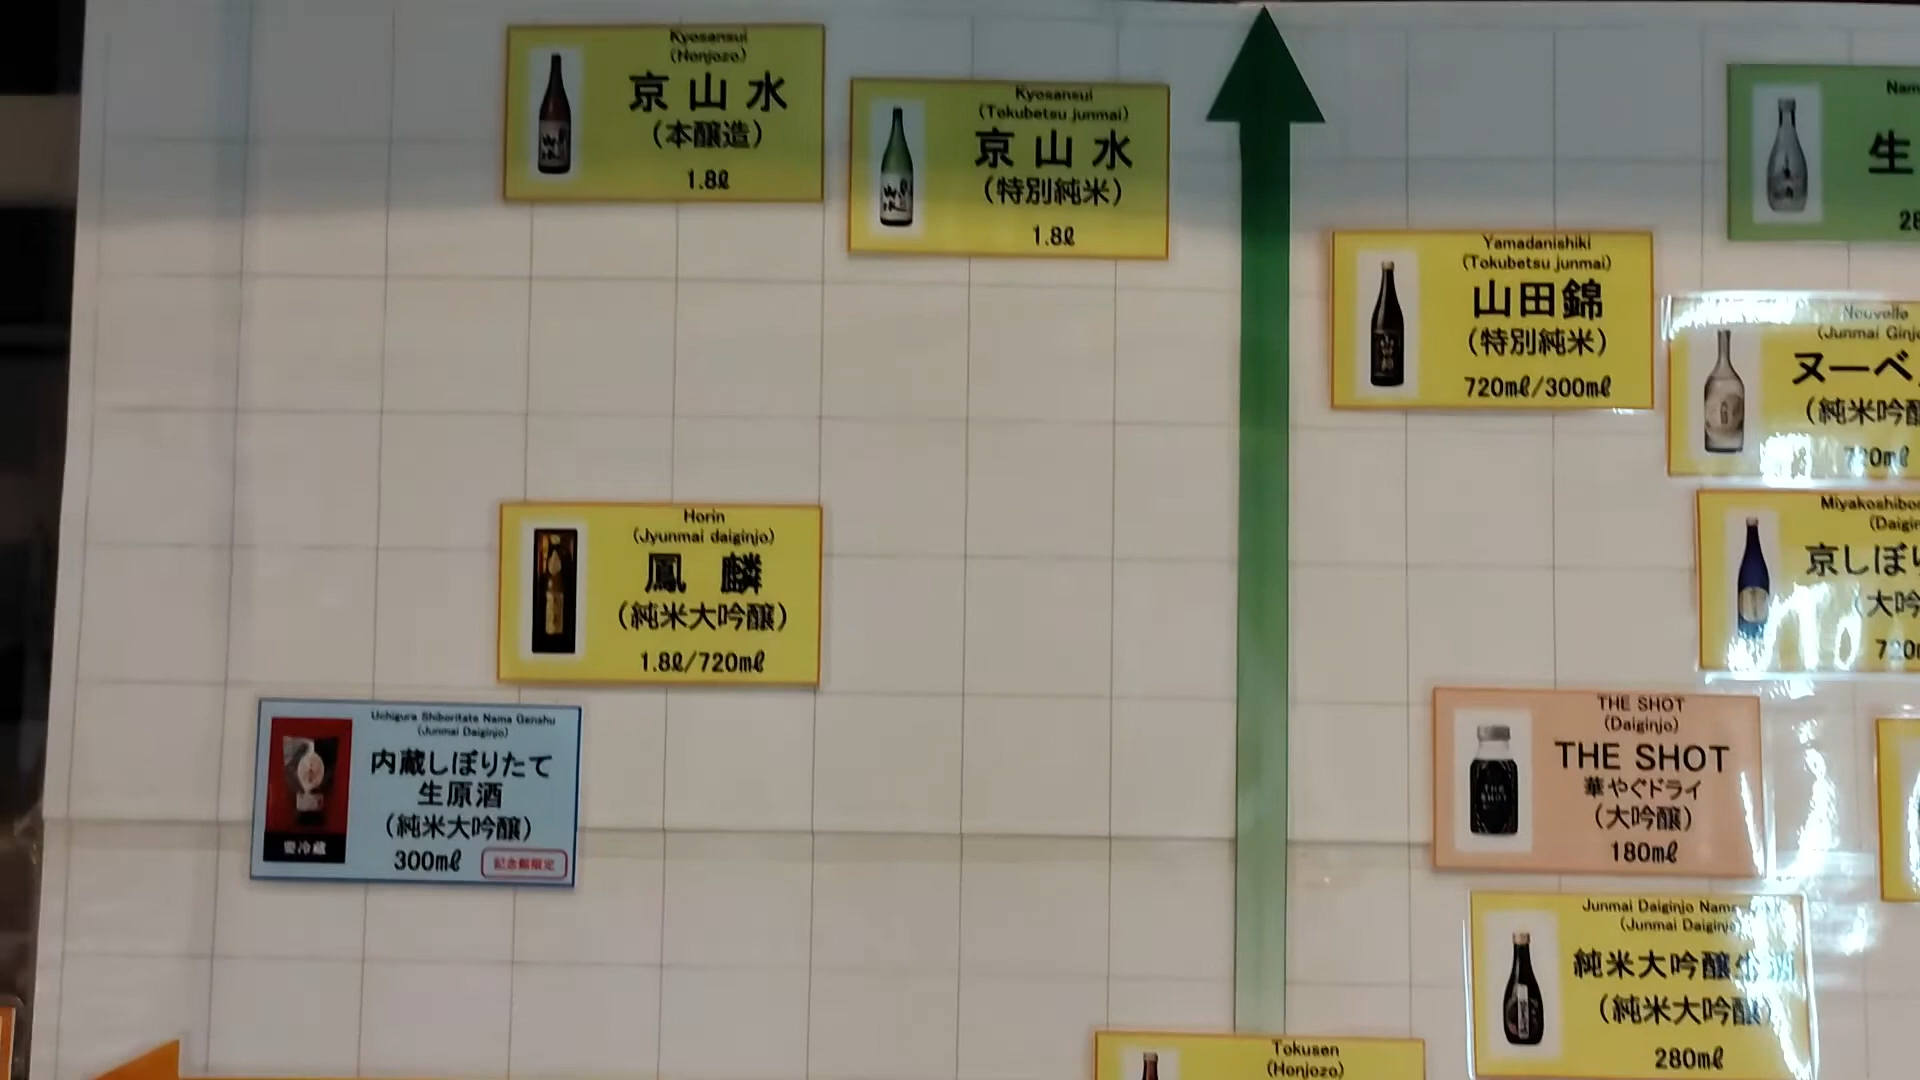 Kyosansui
(Honjozo)
京山水
(本醸造)
1.8ℓ
Kyosansui
(Tokubetsu junmai)
京山水
(特別純米)
1.8ℓ
Yamadanishiki
(Tokubetsu junmai)
山田錦
(特別純米)
720mℓ/300mℓ
生
Nouvelle
(Junmai
ヌーベ
(純米吟醸
Horin
(Jyunmai daiginjo)
鳳麟
(純米大吟醸)
1.8ℓ/720mℓ
京しぼり
Uchigura Shiboritate Nama Genshu
(Junmai Daiginjo)
内蔵しぼりたて
生原酒
(純米大吟醸)
300mℓ
記念館限定
要冷蔵
THE SHOT
(Daiginjo)
THE SHOT
華やぐドライ
(大吟醸)
180mℓ
Junmai Daiginjo
(Junmai Daiginjo)
純米大吟醸生酒
(純米大吟醸)
280mℓ
Tokusen
(Honjozo)